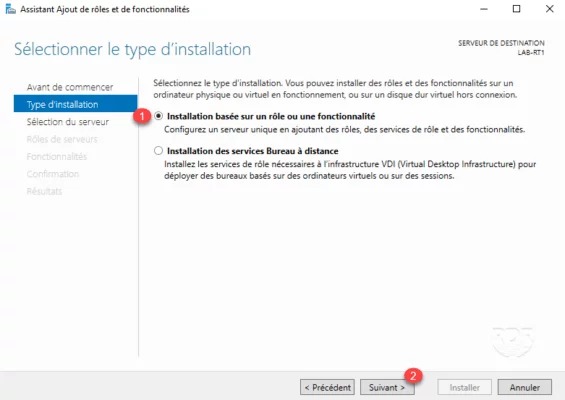 Assistant Ajout de rôles et de fonctionnalités
Sélectionner le type d'installation
SERVEUR DE DESTINATION
LAB-RT1
Avant de commencer
Type d'installation
Sélection du serveur
Rôles de serveurs
Fonctionnalités
Confirmation
Résultats
Sélectionnez le type d'installation. Vous pouvez installer des rôles et des fonctionnalités sur un
ordinateur physique ou virtuel en fonctionnement, ou sur un disque dur virtuel hors connexion.
1
Installation basée sur un rôle ou une fonctionnalité
Configurez un serveur unique en ajoutant des rôles, des services de rôle et des fonctionnalités.
Installation des services Bureau à distance
Installez les services de rôle nécessaires à l'infrastructure VDI (Virtual Desktop Infrastructure) pour
déployer des bureaux basés sur des ordinateurs virtuels ou sur des sessions.
2
< Précédent
Suivant >
Installer
Annuler